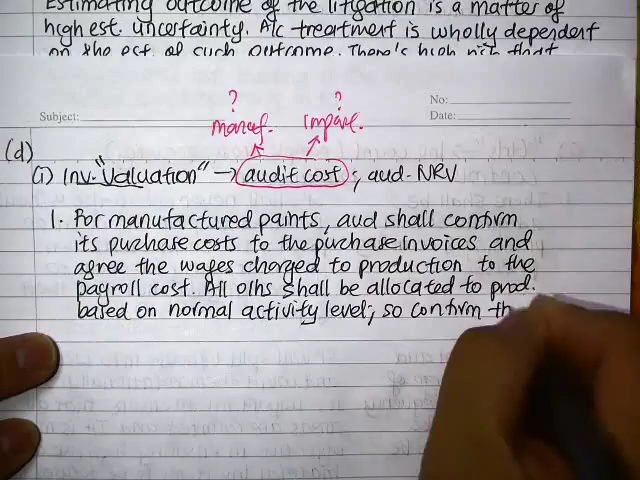 Estimating outcome of the litigation is a matter of
high est. uncertainty. A/c treatment is wholly dependent
on the est. of such outcome. There's high risk that
Subject:
No:
Date:
? ?
manuf. import.
(d)
(i) Inv. "Valuation" → audit cost; aud. NRV
1. For manufactured paints, aud shall confirm
its purchase costs to the purchase invoices and
agree the wages charged to production to the
payroll cost. All o/hs shall be allocated to prod.
based on normal activity level; so confirm th